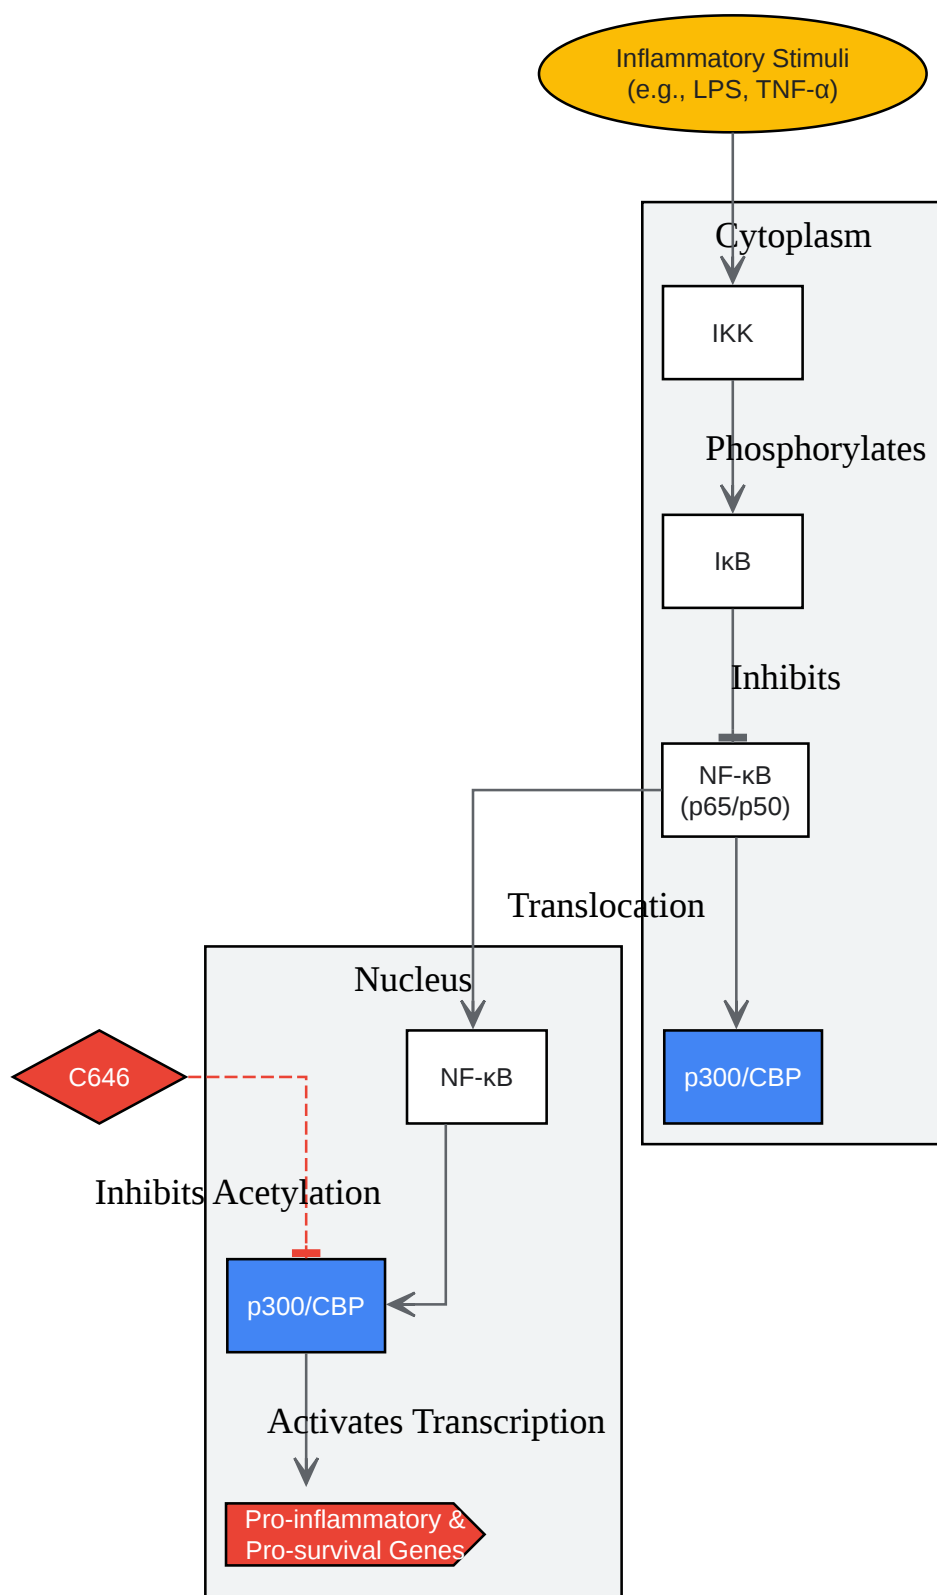 Inflammatory Stimuli
(e.g., LPS, TNF-α)
Cytoplasm
IKK
Phosphorylates
IκB
Inhibits
NF-κB
(p65/p50)
Translocation
Nucleus
C646
NF-κB
p300/CBP
Inhibits Acetylation
p300/CBP
Activates Transcription
Pro-inflammatory &
Pro-survival Genes